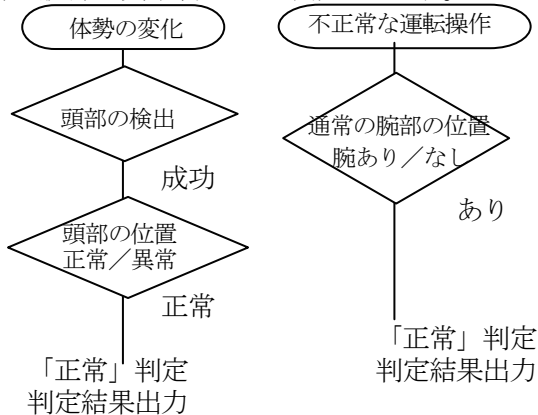 体勢の変化
頭部の検出
成功
頭部の位置
正常／異常
正常
「正常」判定
判定結果出力
不正常な運転操作
通常の腕部の位置
腕あり／なし
あり
「正常」判定
判定結果出力